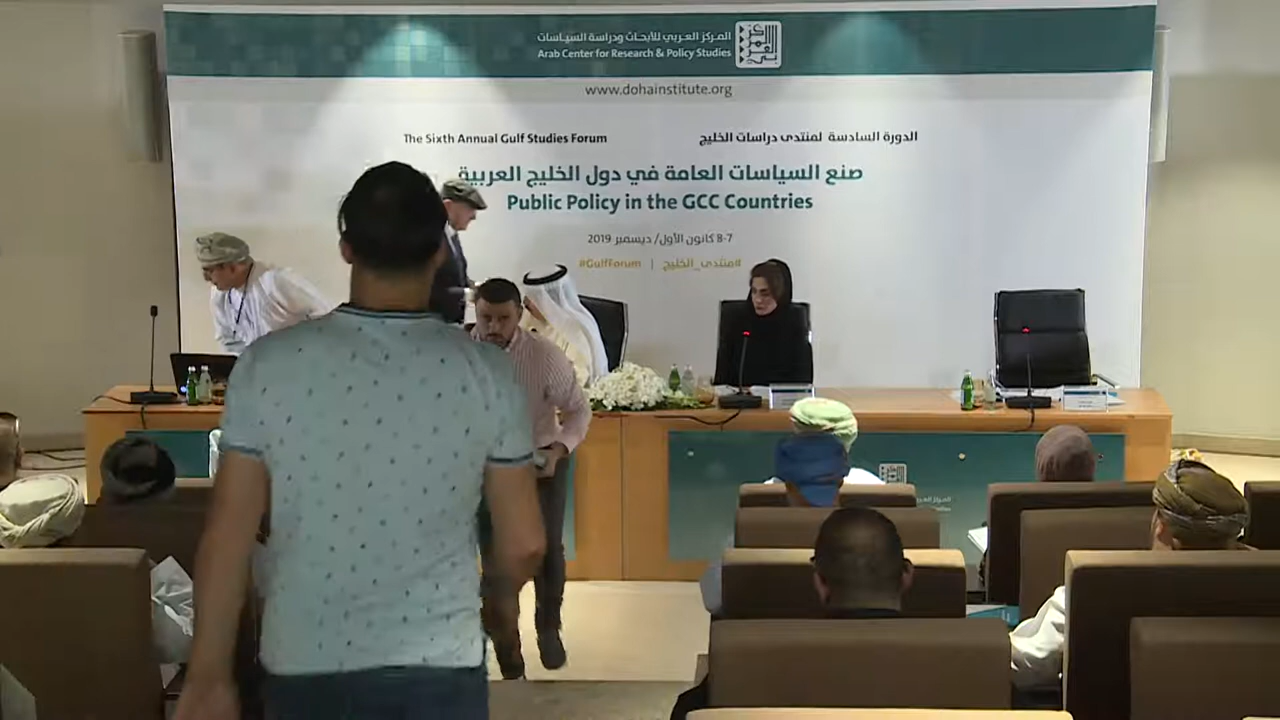 المركز العربي للأبحاث ودراسة السياسات
Arab Center for Research & Policy Studies
www.dohainstitute.org
The Sixth Annual Gulf Studies Forum
الدورة السادسة لمنتدى دراسات الخليج
صنع السياسات العامة في دول الخليج العربية
Public Policy in the GCC Countries
7-8 كانون الأول/ ديسمبر 2019
#GulfForum | #منتدى_الخليج